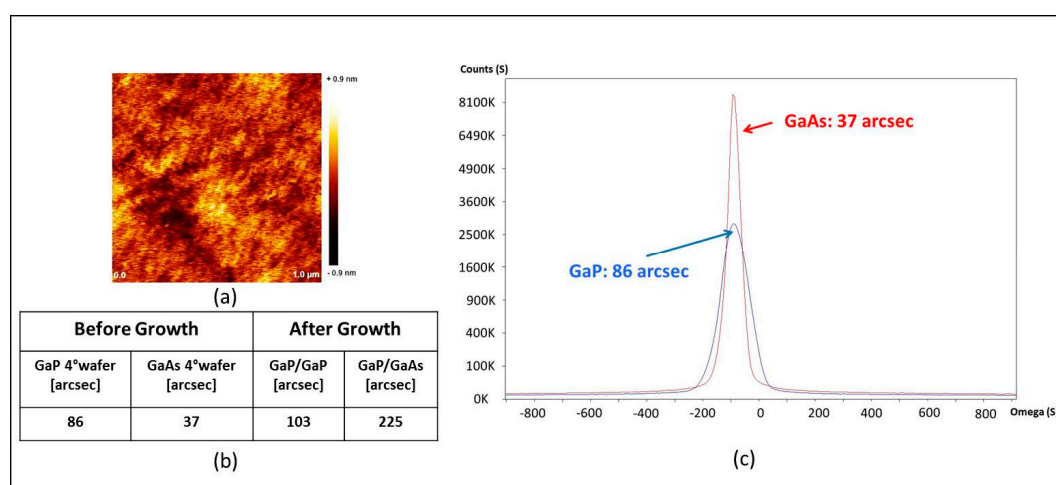 + 0.9 nm
0.0
1.0 µm
- 0.9 nm
(a)
Before Growth
After Growth
GaP 4°wafer
[arcsec]
GaAs 4°wafer
[arcsec]
GaP/GaP
[arcsec]
GaP/GaAs
[arcsec]
86
37
103
225
(b)
Counts (S)
8100K
6490K
4900K
3600K
2500K
1600K
900K
400K
100K
0K
GaAs: 37 arcsec
GaP: 86 arcsec
-800
-600
-400
-200
0
200
400
600
800
Omega (S
(c)